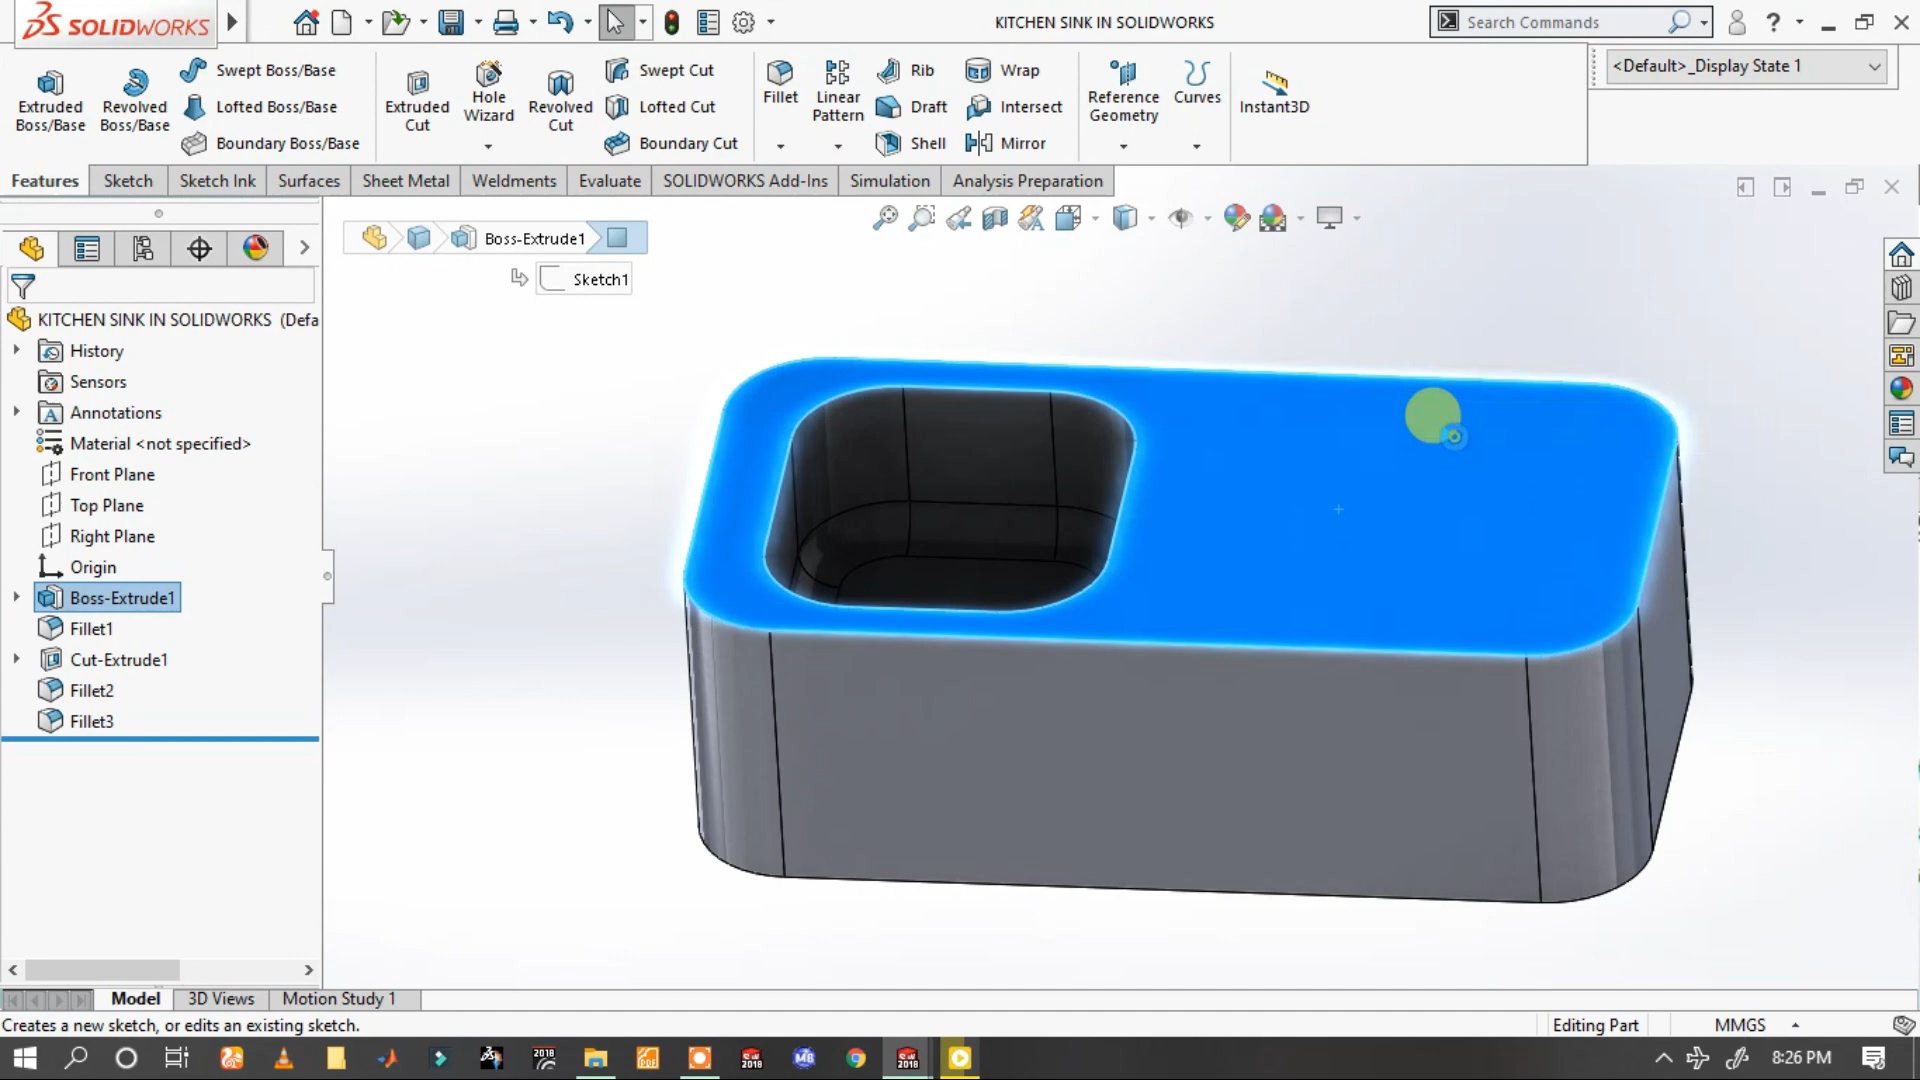 SOLIDWORKS
KITCHEN SINK IN SOLIDWORKS
Search Commands
?
Extruded Boss/Base
Revolved Boss/Base
Swept Boss/Base
Lofted Boss/Base
Boundary Boss/Base
Extruded Cut
Hole Wizard
Revolved Cut
Swept Cut
Lofted Cut
Boundary Cut
Fillet
Linear Pattern
Rib
Draft
Shell
Wrap
Intersect
Mirror
Reference Geometry
Curves
Instant3D
<Default>_Display State 1
Features
Sketch
Sketch Ink
Surfaces
Sheet Metal
Weldments
Evaluate
SOLIDWORKS Add-Ins
Simulation
Analysis Preparation
Boss-Extrude1
Sketch1
KITCHEN SINK IN SOLIDWORKS (Defa
History
Sensors
Annotations
Material <not specified>
Front Plane
Top Plane
Right Plane
Origin
Boss-Extrude1
Fillet1
Cut-Extrude1
Fillet2
Fillet3
Model
3D Views
Motion Study 1
Creates a new sketch, or edits an existing sketch.
Editing Part
MMGS
2018
SW 2018
SW 2018
8:26 PM